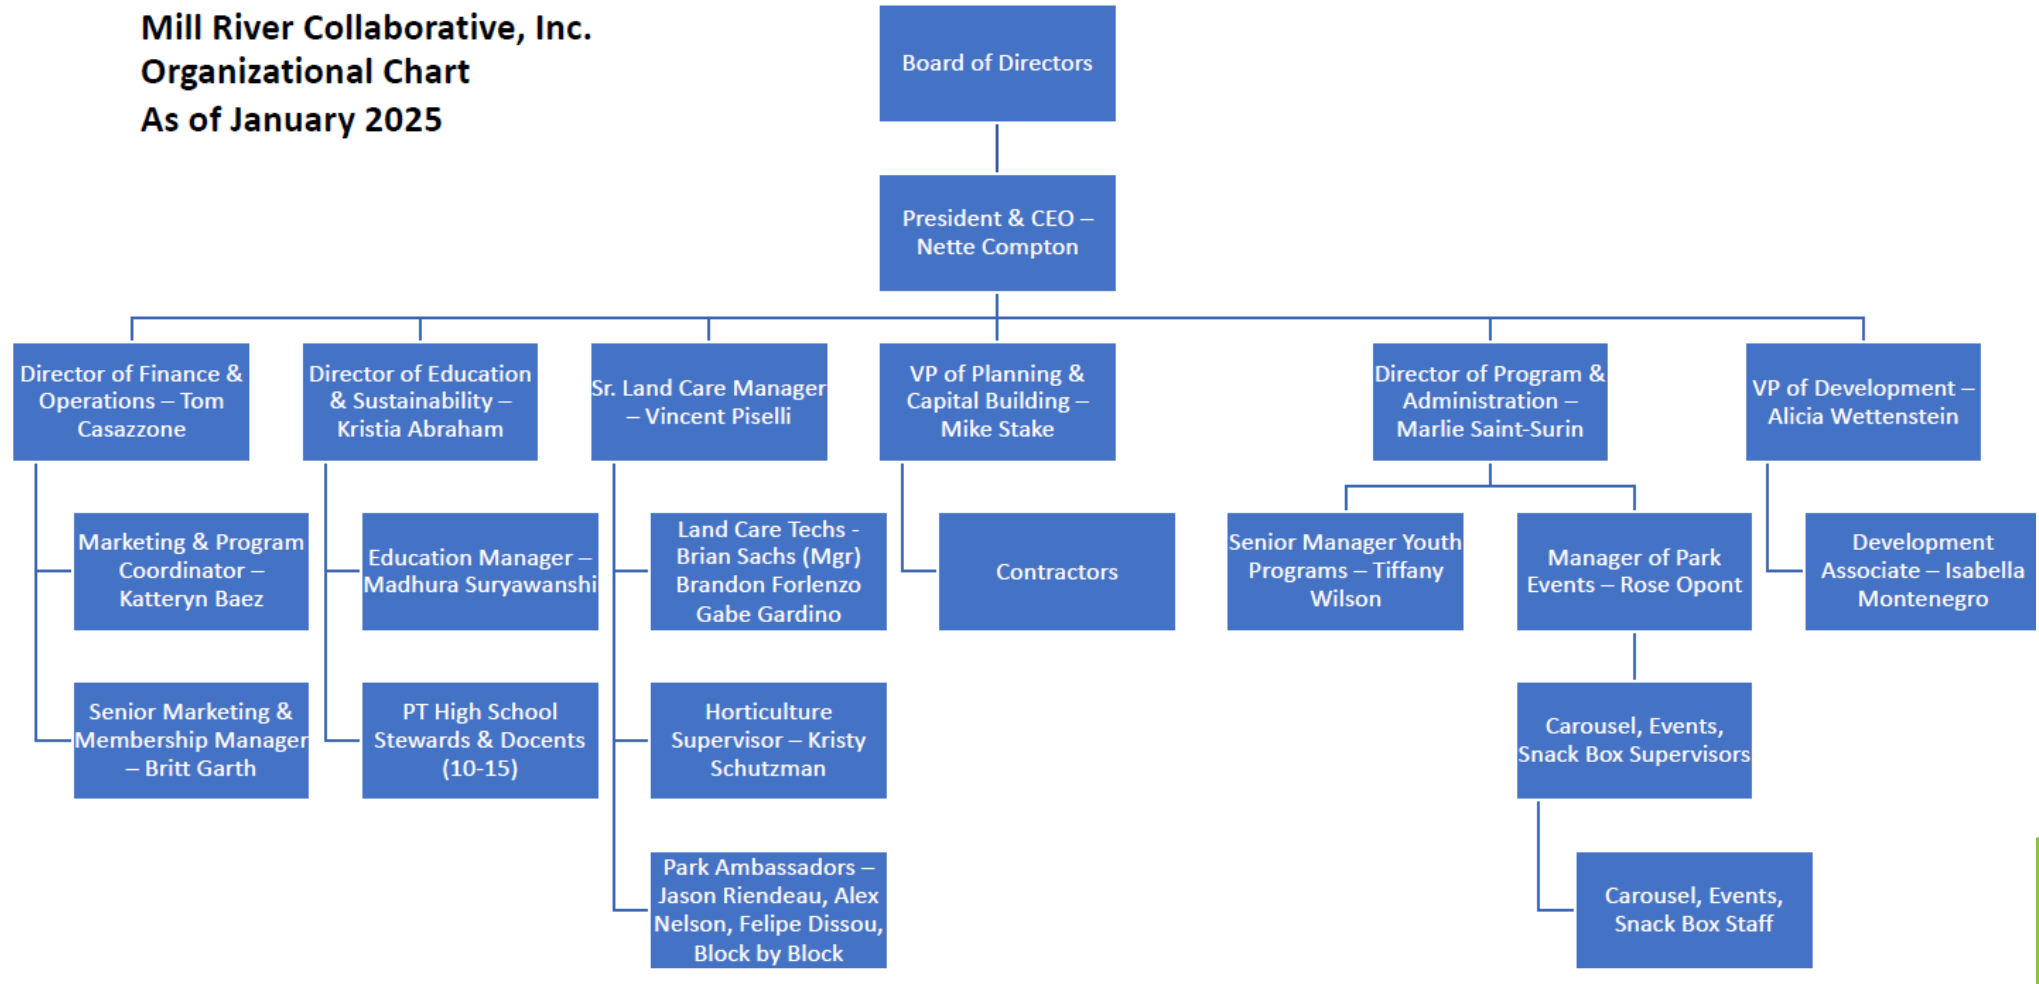 Mill River Collaborative, Inc.
Organizational Chart
As of January 2025
Board of Directors
President & CEO –
Nette Compton
Director of Finance &
Operations – Tom
Casazzone
Director of Education
& Sustainability –
Kristia Abraham
Sr. Land Care Manager
– Vincent Piselli
VP of Planning &
Capital Building –
Mike Stake
Director of Program &
Administration –
Marlie Saint-Surin
VP of Development –
Alicia Wettenstein
Marketing & Program
Coordinator –
Katteryn Baez
Education Manager –
Madhura Suryawanshi
Land Care Techs -
Brian Sachs (Mgr)
Brandon Forlenzo
Gabe Gardino
Contractors
Senior Manager Youth
Programs – Tiffany
Wilson
Manager of Park
Events – Rose Opont
Development
Associate – Isabella
Montenegro
Senior Marketing &
Membership Manager
– Britt Garth
PT High School
Stewards & Docents
(10-15)
Horticulture
Supervisor – Kristy
Schutzman
Carousel, Events,
Snack Box Supervisors
Park Ambassadors –
Jason Riendeau, Alex
Nelson, Felipe Dissou,
Block by Block
Carousel, Events,
Snack Box Staff